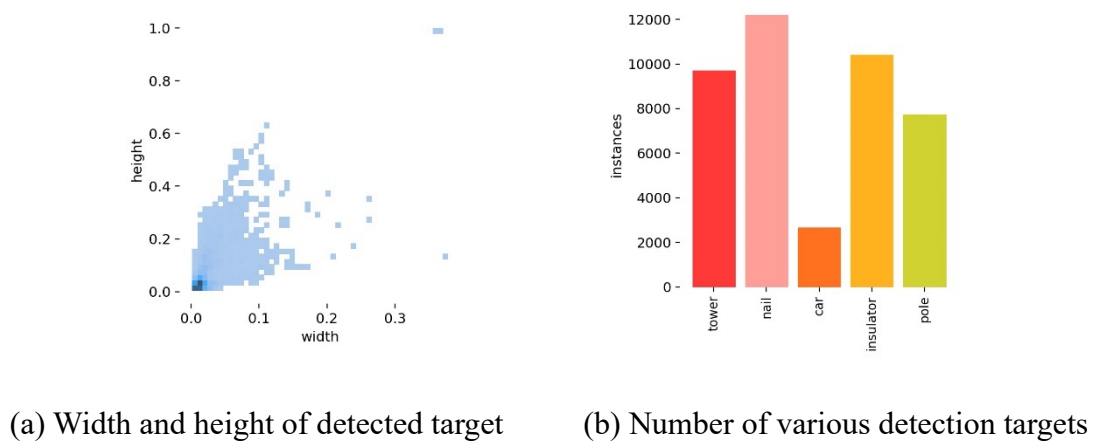 1.0
0.8
0.6
0.4
0.2
0.0
height
0.0 0.1 0.2 0.3
width
12000
10000
8000
6000
4000
2000
0
instances
tower nail car insulator pole
(a) Width and height of detected target
(b) Number of various detection targets